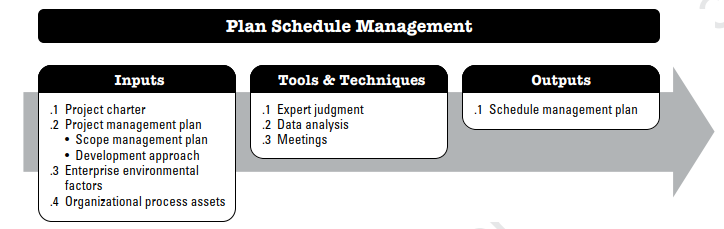 Plan Schedule Management
Inputs
.1 Project charter
.2 Project management plan
• Scope management plan
• Development approach
.3 Enterprise environmental
factors
.4 Organizational process assets
Tools & Techniques
.1 Expert judgment
.2 Data analysis
.3 Meetings
Outputs
.1 Schedule management plan